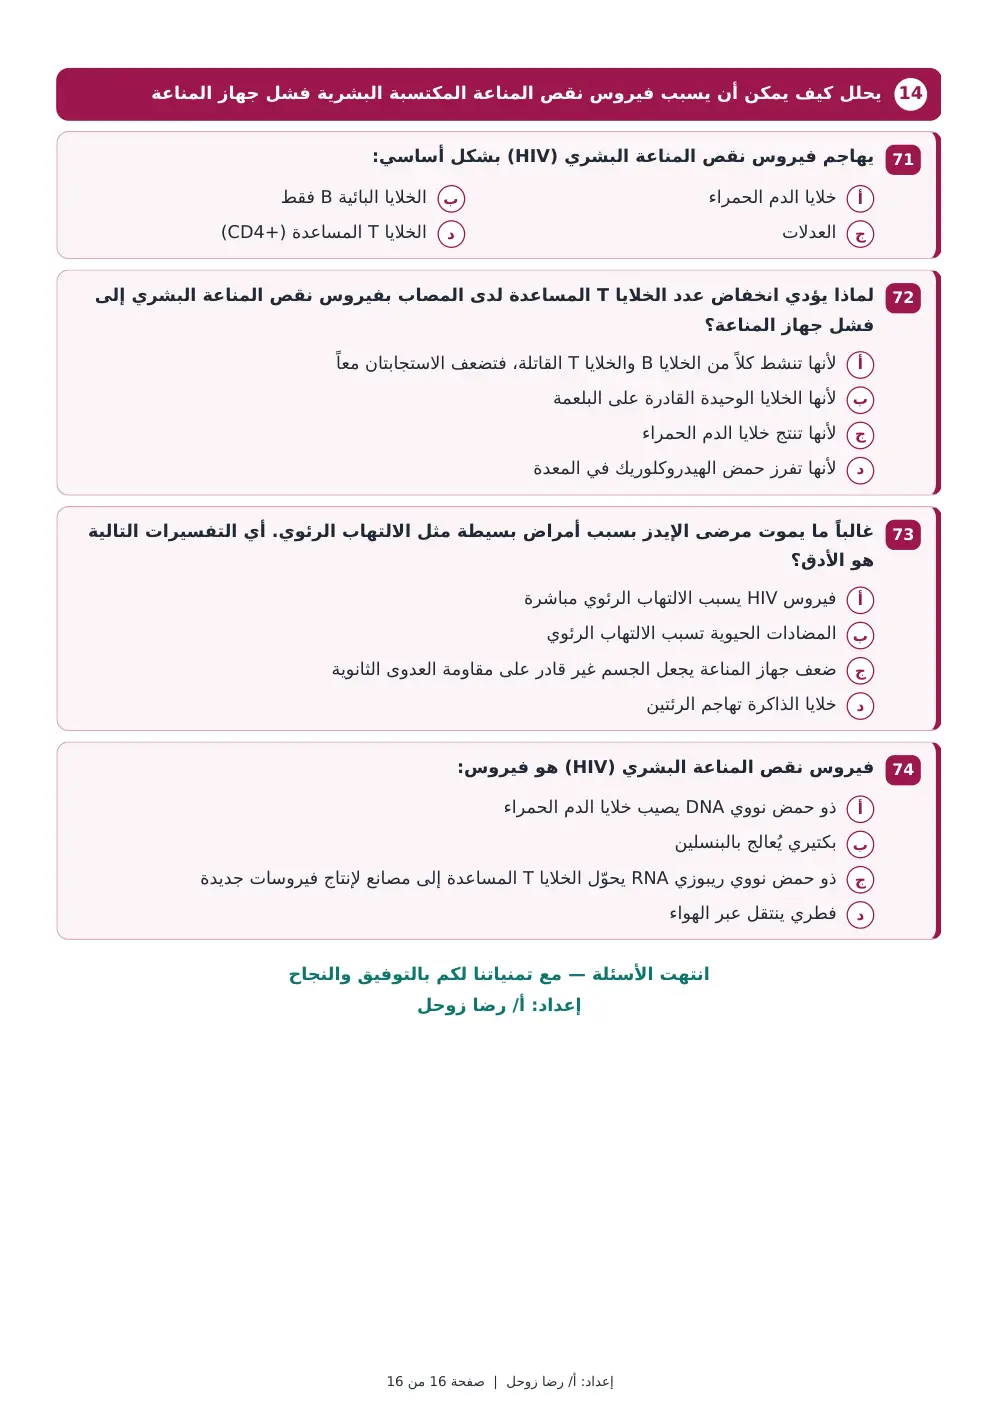 14 يحلل كيف يمكن أن يسبب فيروس نقص المناعة المكتسبة البشرية فشل جهاز المناعة
71 يهاجم فيروس نقص المناعة البشري (HIV) بشكل أساسي:
أ خلايا الدم الحمراء
ب الخلايا البائية B فقط
ج العدلات
د الخلايا T المساعدة (CD4+)
72 لماذا يؤدي انخفاض عدد الخلايا T المساعدة لدى المصاب بفيروس نقص المناعة البشري إلى
فشل جهاز المناعة؟
أ لأنها تنشط كلاً من الخلايا B والخلايا T القاتلة، فتضعف الاستجابتان معاً
ب لأنها الخلايا الوحيدة القادرة على البلعمة
ج لأنها تنتج خلايا الدم الحمراء
د لأنها تفرز حمض الهيدروكلوريك في المعدة
73 غالباً ما يموت مرضى الإيدز بسبب أمراض بسيطة مثل الالتهاب الرئوي. أي التفسيرات التالية
هو الأدق؟
أ فيروس HIV يسبب الالتهاب الرئوي مباشرة
ب المضادات الحيوية تسبب الالتهاب الرئوي
ج ضعف جهاز المناعة يجعل الجسم غير قادر على مقاومة العدوى الثانوية
د خلايا الذاكرة تهاجم الرئتين
74 فيروس نقص المناعة البشري (HIV) هو فيروس:
أ ذو حمض نووي DNA يصيب خلايا الدم الحمراء
ب بكتيري يُعالج بالبنسلين
ج ذو حمض نووي ريبوزي RNA يحوّل الخلايا T المساعدة إلى مصانع لإنتاج فيروسات جديدة
د فطري ينتقل عبر الهواء
انتهت الأسئلة — مع تمنياتنا لكم بالتوفيق والنجاح
إعداد: أ/ رضا زوحل
إعداد: أ/ رضا زوحل | صفحة 16 من 16